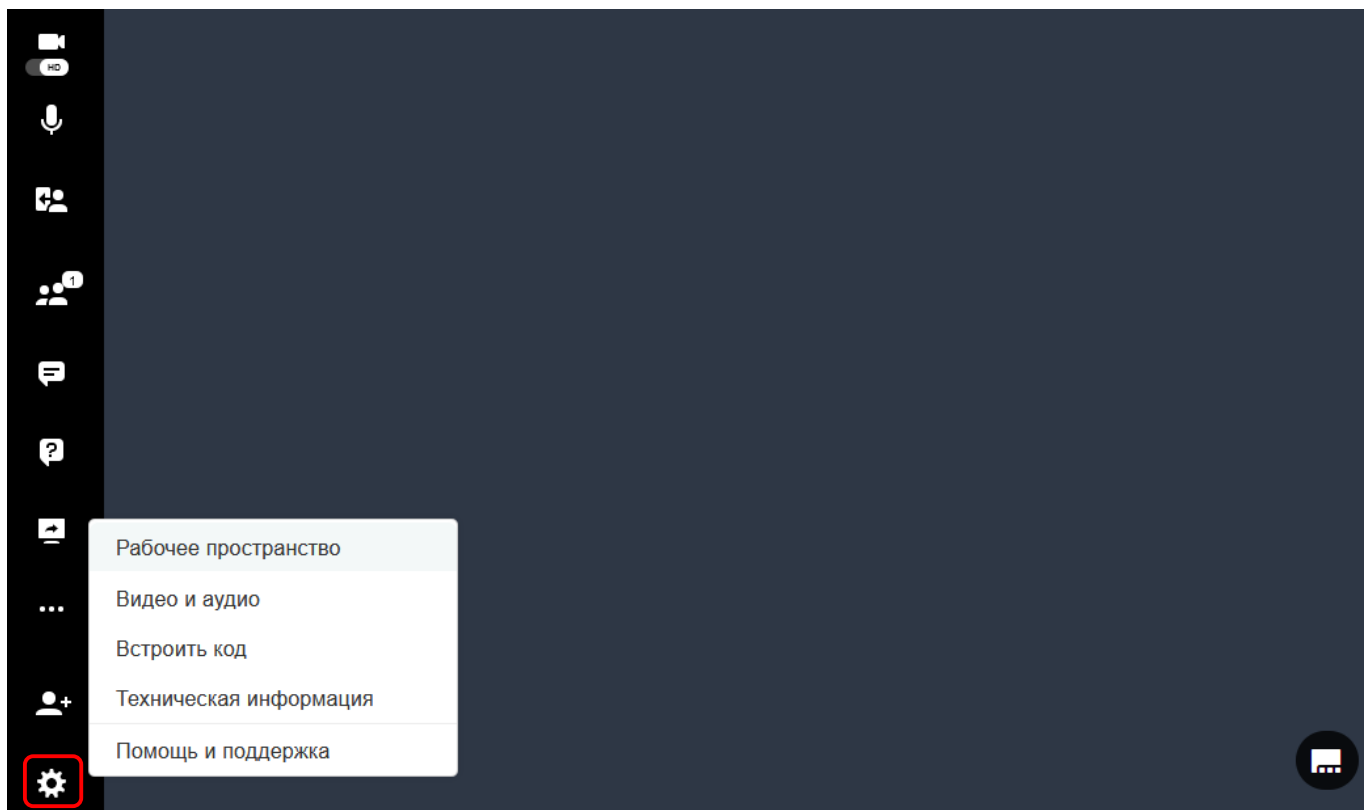 HD
1
?
Рабочее пространство
Видео и аудио
Встроить код
Техническая информация
Помощь и поддержка